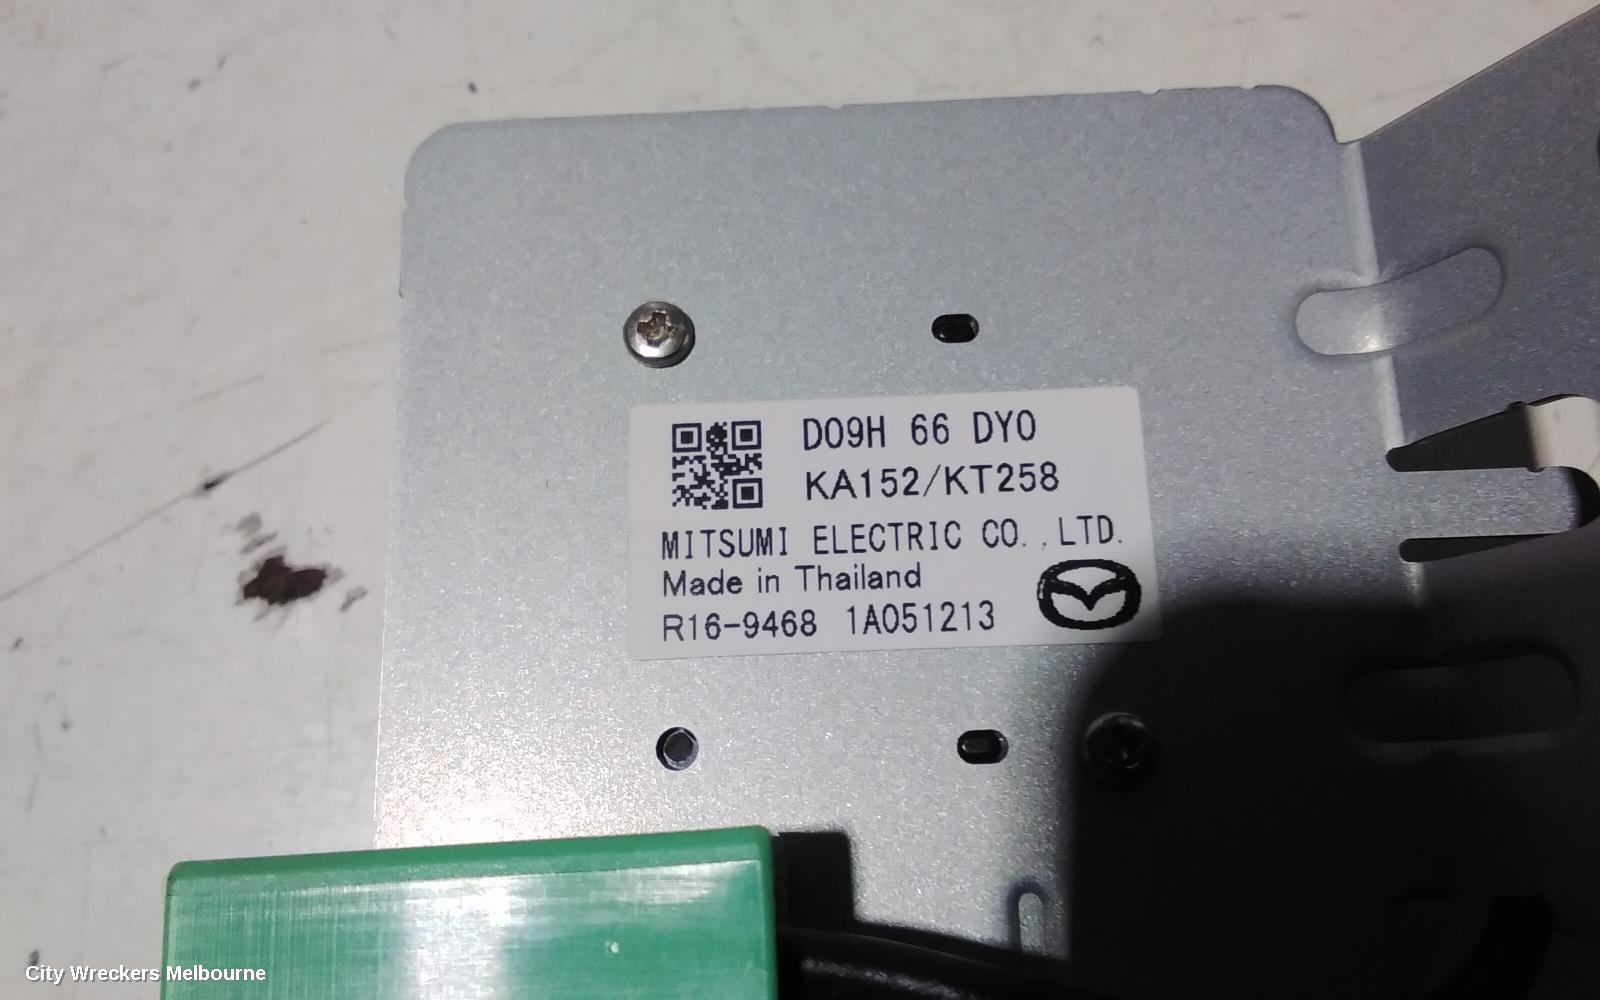 D09H 66 DY0
KA152/KT258
MITSUMI ELECTRIC CO.,LTD.
Made in Thailand
R16-9468 1A051213
City Wreckers Melbourne